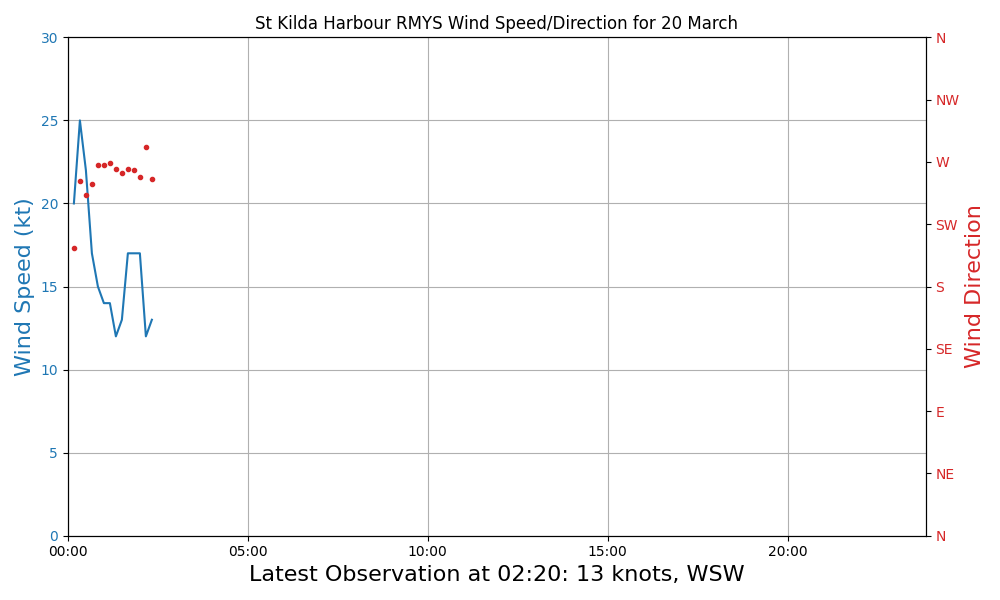 St Kilda Harbour RMYS Wind Speed/Direction for 20 March
30
25
20
15
10
5
0
Wind Speed (kt)
N
NW
W
SW
S
SE
E
NE
N
Wind Direction
00:00 05:00 10:00 15:00 20:00
Latest Observation at 02:20: 13 knots, WSW